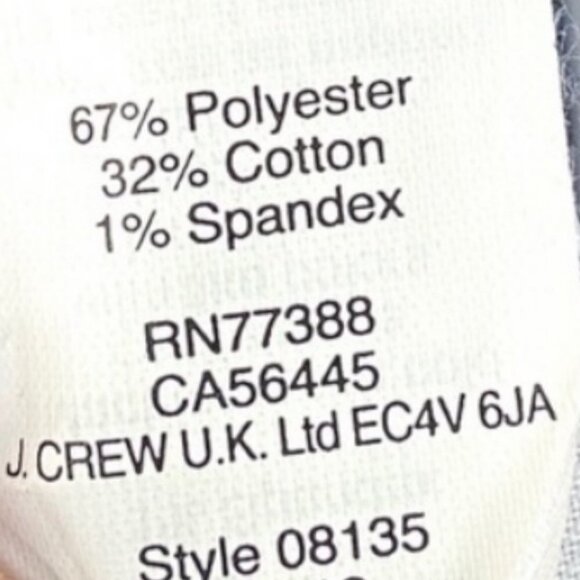 67% Polyester
32% Cotton
1% Spandex
RN77388
CA56445
J. CREW U.K. Ltd EC4V 6JA
Style 08135